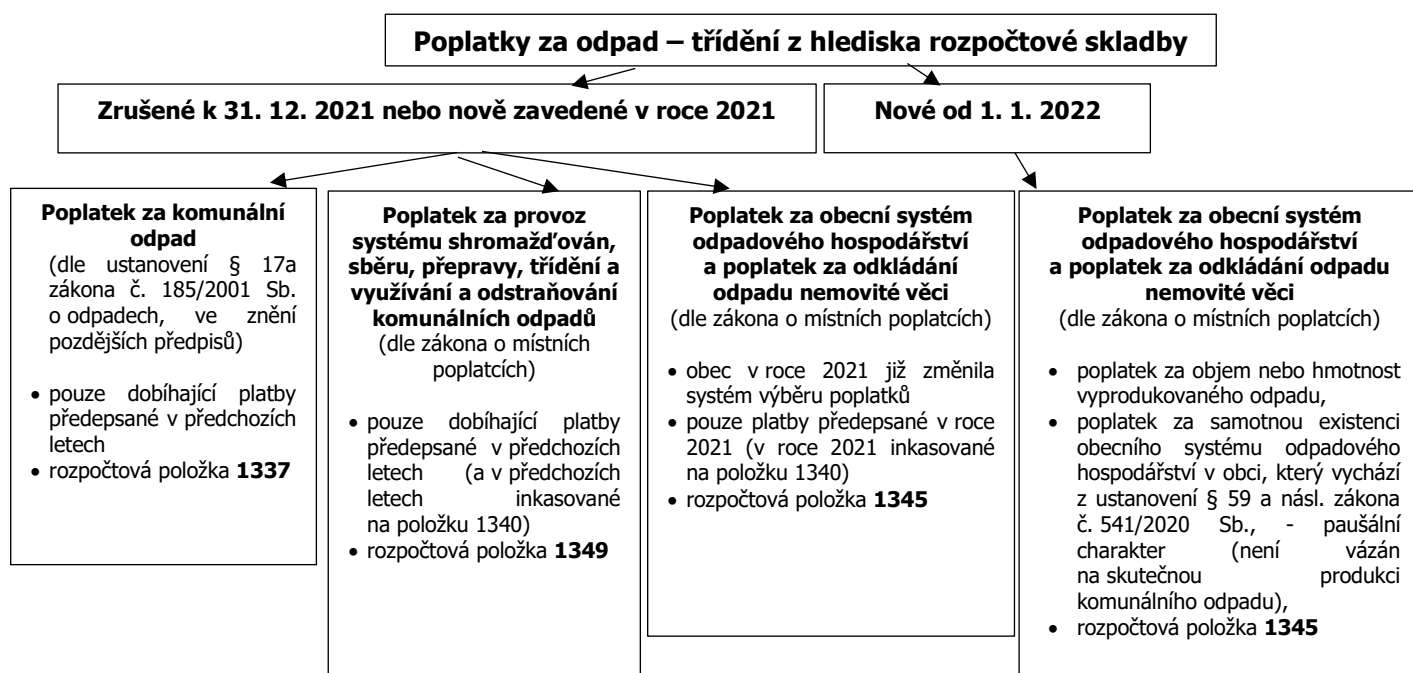 Poplatky za odpad – třídění z hlediska rozpočtové skladby
Zrušené k 31. 12. 2021 nebo nově zavedené v roce 2021
Nové od 1. 1. 2022
Poplatek za komunální
odpad
(dle ustanovení § 17a
zákona č. 185/2001 Sb.
o odpadech, ve znění
pozdějších předpisů)
• pouze dobíhající platby
předepsané v předchozích
letech
• rozpočtová položka 1337
Poplatek za provoz
systému shromažďován,
sběru, přepravy, třídění a
využívání a odstraňování
komunálních odpadů
(dle zákona o místních
poplatcích)
• pouze dobíhající platby
předepsané v předchozích
letech (a v předchozích
letech inkasované
na položku 1340)
• rozpočtová položka 1349
Poplatek za obecní systém
odpadového hospodářství
a poplatek za odkládání
odpadu nemovité věci
(dle zákona o místních poplatcích)
• obec v roce 2021 již změnila
systém výběru poplatků
• pouze platby předepsané v roce
2021 (v roce 2021 inkasované
na položku 1340)
• rozpočtová položka 1345
Poplatek za obecní systém
odpadového hospodářství
a poplatek za odkládání odpadu
nemovité věci
(dle zákona o místních poplatcích)
• poplatek za objem nebo hmotnost
vyprodukovaného odpadu,
• poplatek za samotnou existenci
obecního systému odpadového
hospodářství v obci, který vychází
z ustanovení § 59 a násl. zákona
č. 541/2020 Sb., - paušální
charakter (není vázán
na skutečnou produkci
komunálního odpadu),
• rozpočtová položka 1345